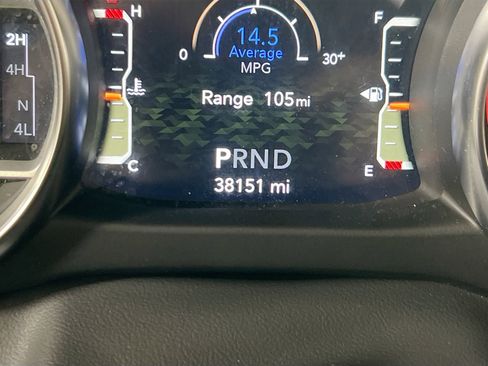 2H
4H
N
4L
H
C
14.5
Average
0 30+
MPG
Range 105mi
F
E
PRND
38151 mi